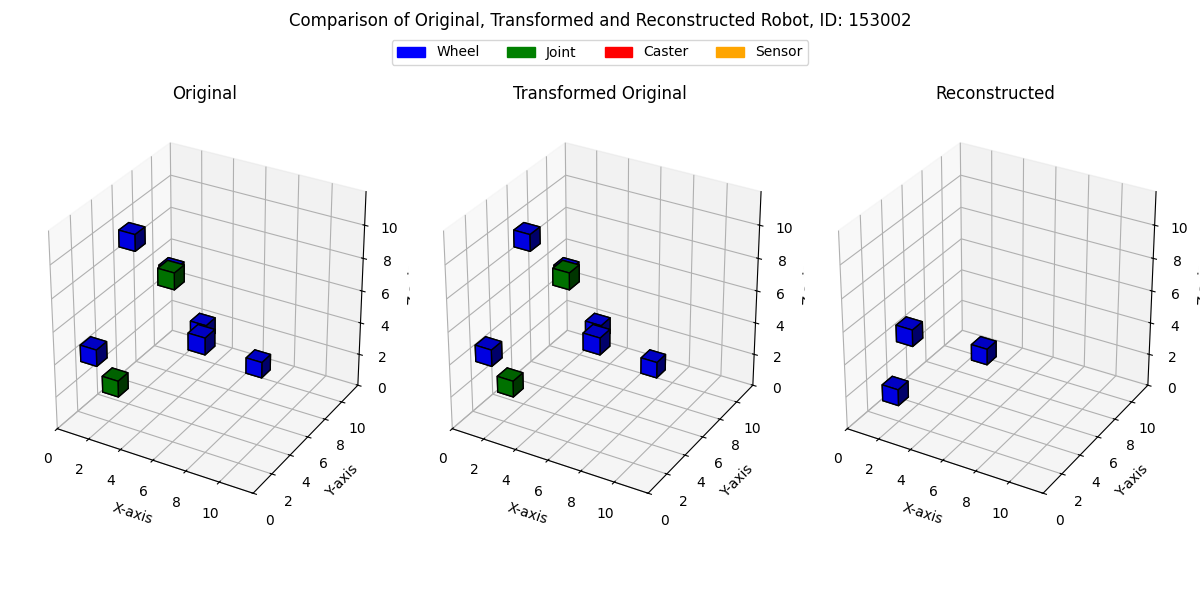 Comparison of Original, Transformed and Reconstructed Robot, ID: 153002
Wheel Joint Caster Sensor
Original Transformed Original Reconstructed
10 10 10
8 8 8
6 6 6
4 4 4
2 2 2
0 0 0
10 10 10
8 8 8
6 6 6
4 4 4
2 2 2
0 0 0
0 2 4 6 8 10
0 2 4 6 8 10
0 2 4 6 8 10
X-axis Y-axis X-axis Y-axis X-axis Y-axis